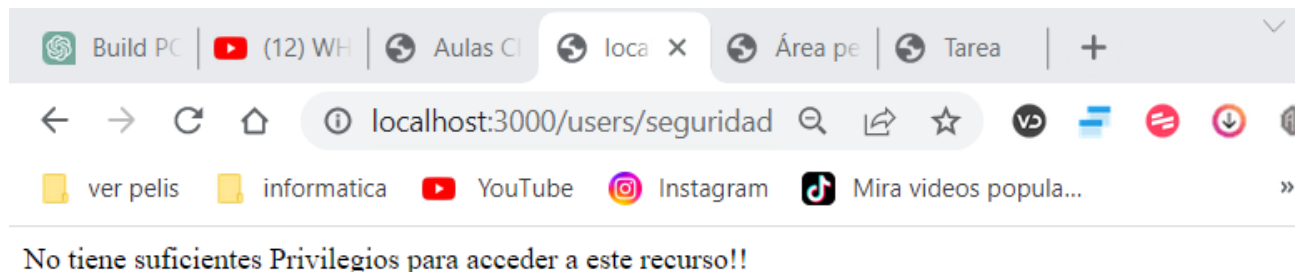 Build PC (12) WH Aulas Cl loca Área pe Tarea
localhost:3000/users/seguridad
ver pelis informatica YouTube Instagram Mira videos popula... »
No tiene suficientes Privilegios para acceder a este recurso!!